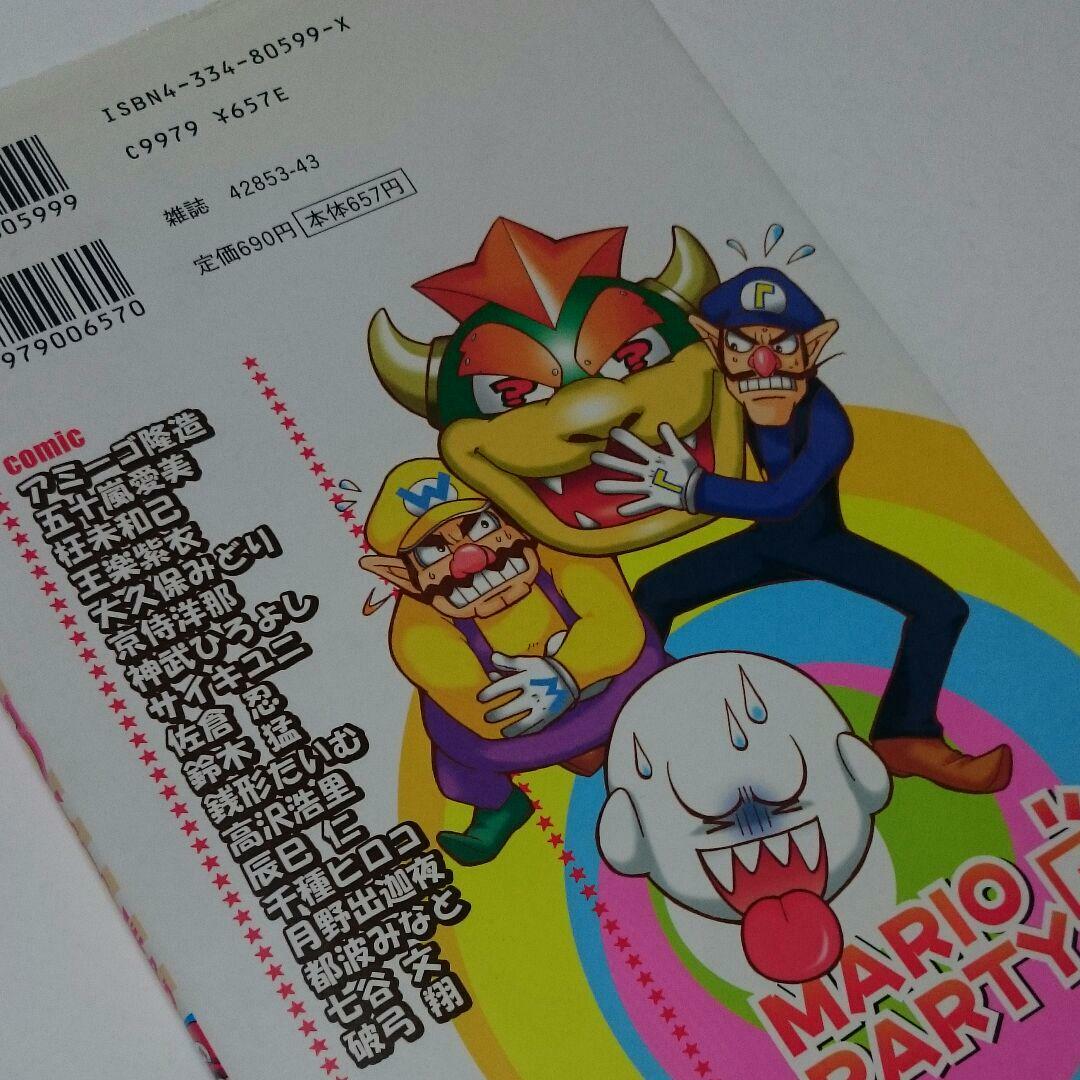 ISBN4-334-80599-X
C9979 ¥657E
雑誌 42853-43
定価690円 本体657円
05999
979006570
comic
アミーゴ隆造
五十嵐愛美
枉末和己
王楽紫衣
大久保みどり
京侍洋那
神武ひろよし
サイキユニ
佐倉 忍
鈴木 猛
銭形たいむ
高沢浩里
辰巳 仁
千種ヒロコ
月野出迦夜
都波みなと
七谷 文
破弓 翔
W
W
Γ
Γ
MARIO
PARTY